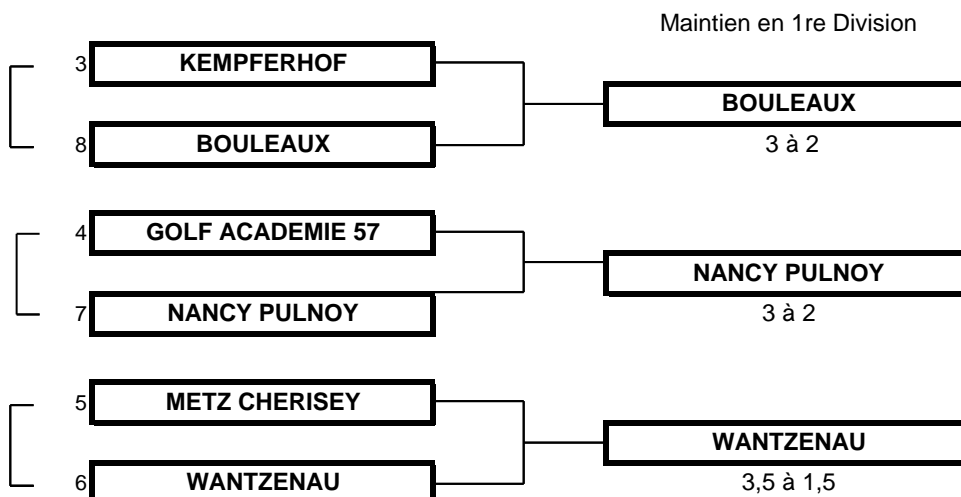 Maintien en 1re Division
3 KEMPFERHOF
BOULEAUX
8 BOULEAUX
3 à 2
4 GOLF ACADEMIE 57
NANCY PULNOY
7 NANCY PULNOY
3 à 2
5 METZ CHERISEY
WANTZENAU
6 WANTZENAU
3,5 à 1,5